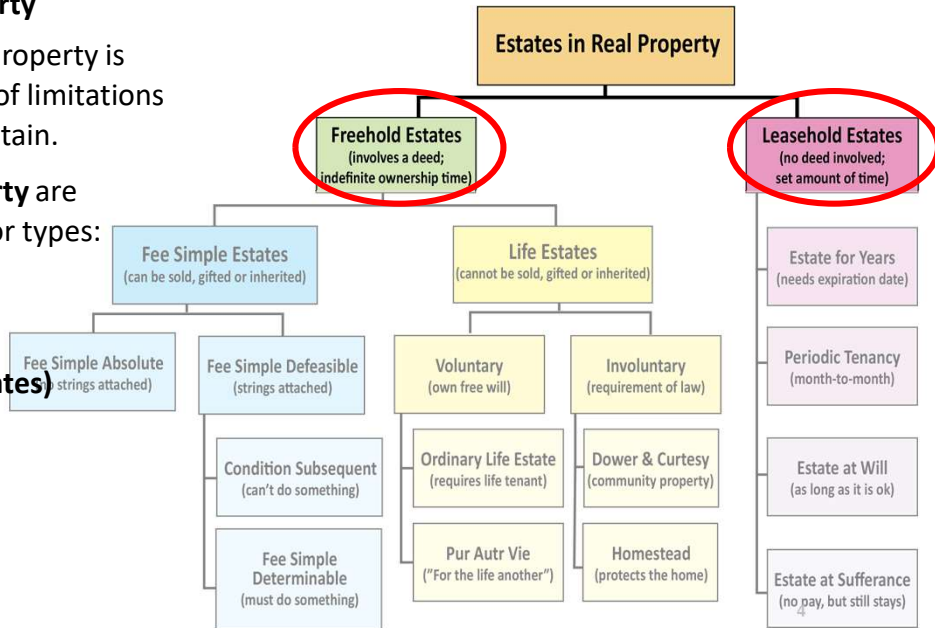 erty
roperty is
of limitations
tain.
rty are
or types:
ates)
Estates in Real Property
Freehold Estates
(involves a deed;
indefinite ownership time)
Leasehold Estates
(no deed involved;
set amount of time)
Fee Simple Estates
(can be sold, gifted or inherited)
Life Estates
(cannot be sold, gifted or inherited)
Fee Simple Absolute
(no strings attached)
Fee Simple Defeasible
(strings attached)
Condition Subsequent
(can't do something)
Fee Simple
Determinable
(must do something)
Voluntary
(own free will)
Ordinary Life Estate
(requires life tenant)
Pur Autr Vie
("For the life another")
Involuntary
(requirement of law)
Dower & Curtesy
(community property)
Homestead
(protects the home)
Estate for Years
(needs expiration date)
Periodic Tenancy
(month-to-month)
Estate at Will
(as long as it is ok)
Estate at Sufferance
(no pay, but still stays)
4